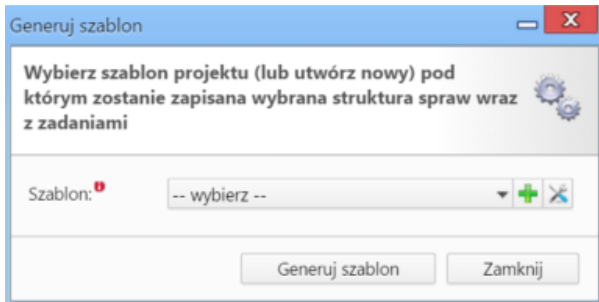 Generuj szablon
Wybierz szablon projektu (lub utwórz nowy) pod
którym zostanie zapisana wybrana struktura spraw wraz
z zadaniami
Szablon:
-- wybierz --
Generuj szablon
Zamknij